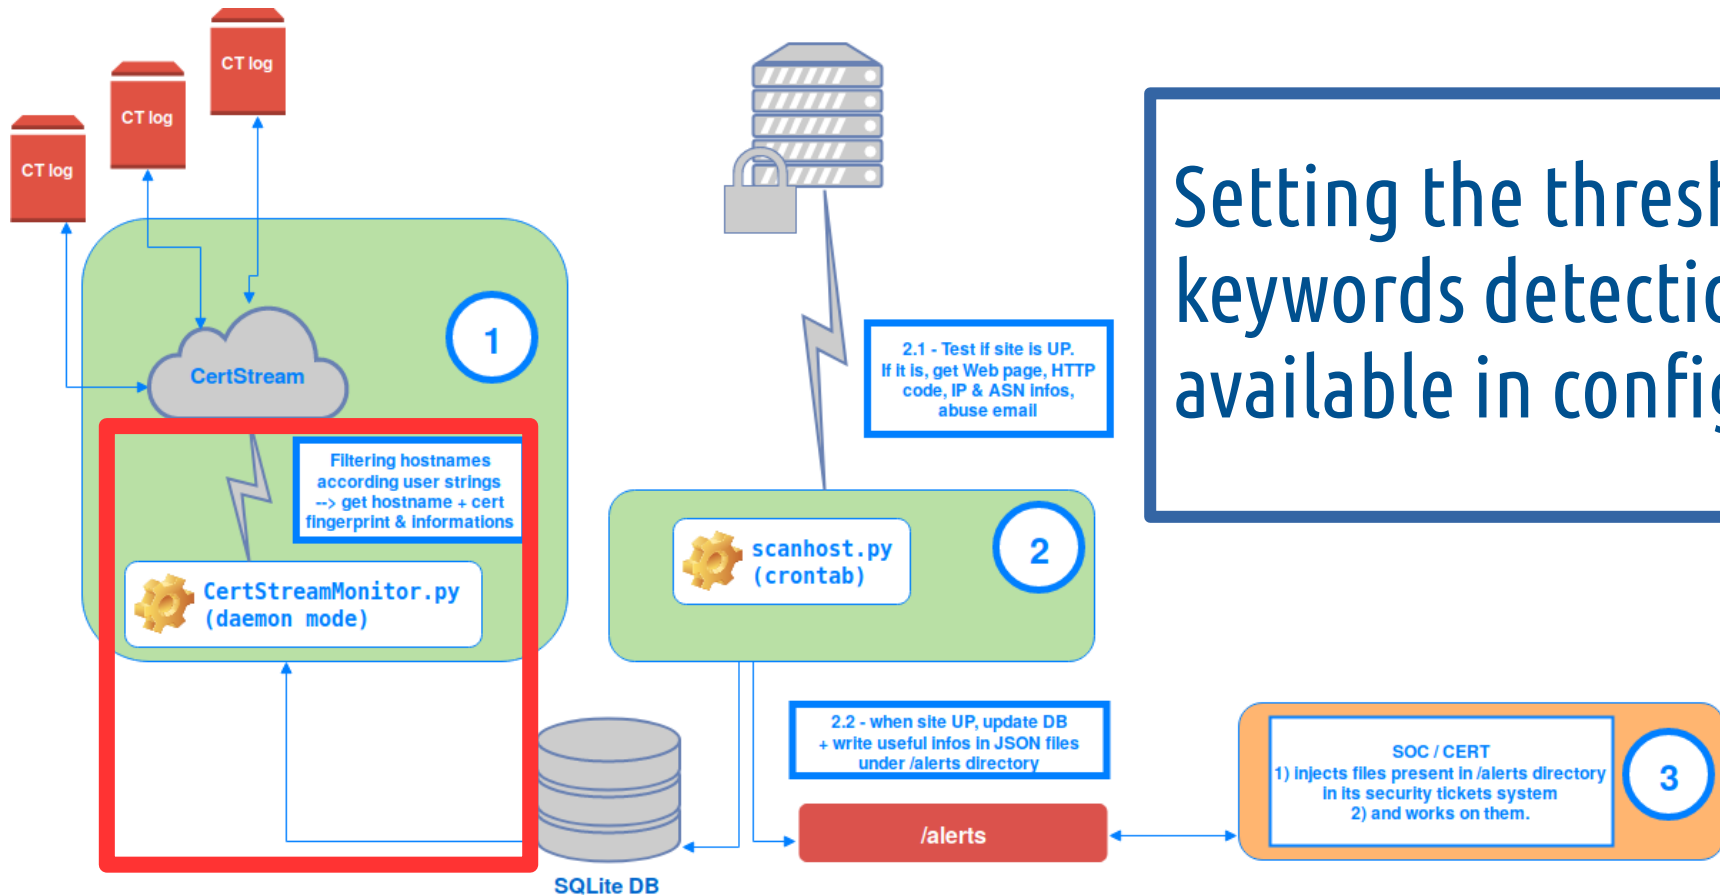 CT log
CT log
CT log
CertStream
1
Filtering hostnames
according user strings
--> get hostname + cert
fingerprint & informations
CertStreamMonitor.py
(daemon mode)
2.1 - Test if site is UP.
If it is, get Web page, HTTP
code, IP & ASN infos,
abuse email
scanhost.py
(crontab)
2
2.2 - when site UP, update DB
+ write useful infos in JSON files
under /alerts directory
SQLite DB
/alerts
SOC / CERT
1) injects files present in /alerts directory
in its security tickets system
2) and works on them.
3
Setting the
keywords
available in